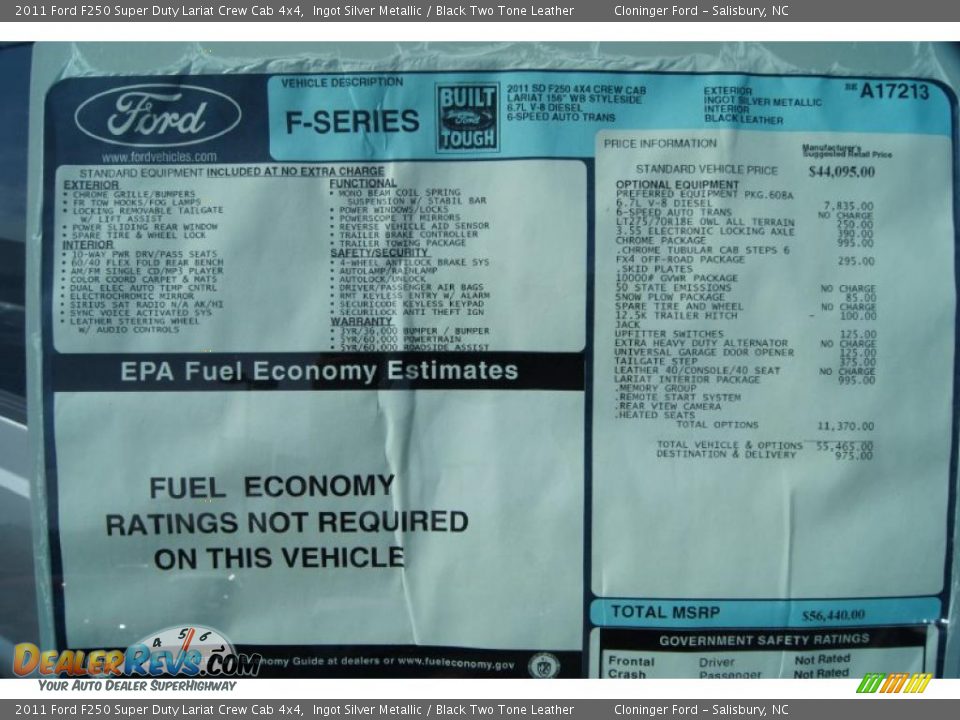 2011 Ford F250 Super Duty Lariat Crew Cab 4x4, Ingot Silver Metallic / Black Two Tone Leather Cloninger Ford - Salisbury, NC
Ford
www.fordvehicles.com
VEHICLE DESCRIPTION
F-SERIES
BUILT
Ford
TOUGH
2011 SD F250 4X4 CREW CAB
LARIAT 156" WB STYLESIDE
6.7L V-8 DIESEL
6-SPEED AUTO TRANS
EXTERIOR
INGOT SILVER METALLIC
INTERIOR
BLACK LEATHER
A17213
STANDARD EQUIPMENT INCLUDED AT NO EXTRA CHARGE
EXTERIOR
• CHROME GRILLE/BUMPERS
• FR TOW HOOKS/FOG LAMPS
• LOCKING REMOVABLE TAILGATE
W/ LIFT ASSIST
• POWER SLIDING REAR WINDOW
• SPARE TIRE & WHEEL LOCK
INTERIOR
• 10-WAY PWR DRV/PASS SEATS
• 60/40 FLEX FOLD REAR BENCH
• AM/FM SINGLE CD/MP3 PLAYER
• COLOR COORD CARPET & MATS
• DUAL ELEC AUTO TEMP CNTRL
• ELECTROCHROMIC MIRROR
• SIRIUS SAT RADIO N/A AK/HI
• SYNC VOICE ACTIVATED SYS
• LEATHER STEERING WHEEL
W/ AUDIO CONTROLS
FUNCTIONAL
• MONO BEAM COIL SPRING
SUSPENSION W/ STABIL BAR
• POWER WINDOWS/LOCKS
• POWERSCOPE TT MIRRORS
• REVERSE VEHICLE AID SENSOR
• TRAILER BRAKE CONTROLLER
• TRAILER TOWING PACKAGE
SAFETY/SECURITY
• 4-WHEEL ANTILOCK BRAKE SYS
• AUTOLAMP/RAINLAMP
• AUTOLOCK/UNLOCK
• DRIVER/PASSENGER AIR BAGS
• RMT KEYLESS ENTRY W/ ALARM
• SECURICODE KEYLESS KEYPAD
• SECURILOCK ANTI THEFT IGN
WARRANTY
• 3YR/36,000 BUMPER / BUMPER
• 5YR/60,000 POWERTRAIN
• 5YR/60,000 ROADSIDE ASSIST
PRICE INFORMATION
Manufacturer's
Suggested Retail Price
STANDARD VEHICLE PRICE $44,095.00
OPTIONAL EQUIPMENT
PREFERRED EQUIPMENT PKG.608A
6.7L V-8 DIESEL 7,835.00
6-SPEED AUTO TRANS NO CHARGE
LT275/70R18E OWL ALL TERRAIN 250.00
3.55 ELECTRONIC LOCKING AXLE 390.00
CHROME PACKAGE 995.00
.CHROME TUBULAR CAB STEPS 6
FX4 OFF-ROAD PACKAGE 295.00
.SKID PLATES
10000# GVWR PACKAGE
50 STATE EMISSIONS NO CHARGE
SNOW PLOW PACKAGE 85.00
SPARE TIRE AND WHEEL NO CHARGE
12.5K TRAILER HITCH - 100.00
JACK
UPFITTER SWITCHES 125.00
EXTRA HEAVY DUTY ALTERNATOR NO CHARGE
UNIVERSAL GARAGE DOOR OPENER 125.00
TAILGATE STEP 375.00
LEATHER 40/CONSOLE/40 SEAT NO CHARGE
LARIAT INTERIOR PACKAGE 995.00
.MEMORY GROUP
.REMOTE START SYSTEM
.REAR VIEW CAMERA
.HEATED SEATS
TOTAL OPTIONS 11,370.00
TOTAL VEHICLE & OPTIONS 55,465.00
DESTINATION & DELIVERY 975.00
EPA Fuel Economy Estimates
FUEL ECONOMY
RATINGS NOT REQUIRED
ON THIS VEHICLE
TOTAL MSRP $56,440.00
GOVERNMENT SAFETY RATINGS
Frontal Driver Not Rated
Crash Passenger Not Rated
Guide at dealers or www.fueleconomy.gov
4 5 6
DEALERREVS.COM
YOUR AUTO DEALER SUPERHIGHWAY
2011 Ford F250 Super Duty Lariat Crew Cab 4x4, Ingot Silver Metallic / Black Two Tone Leather Cloninger Ford - Salisbury, NC